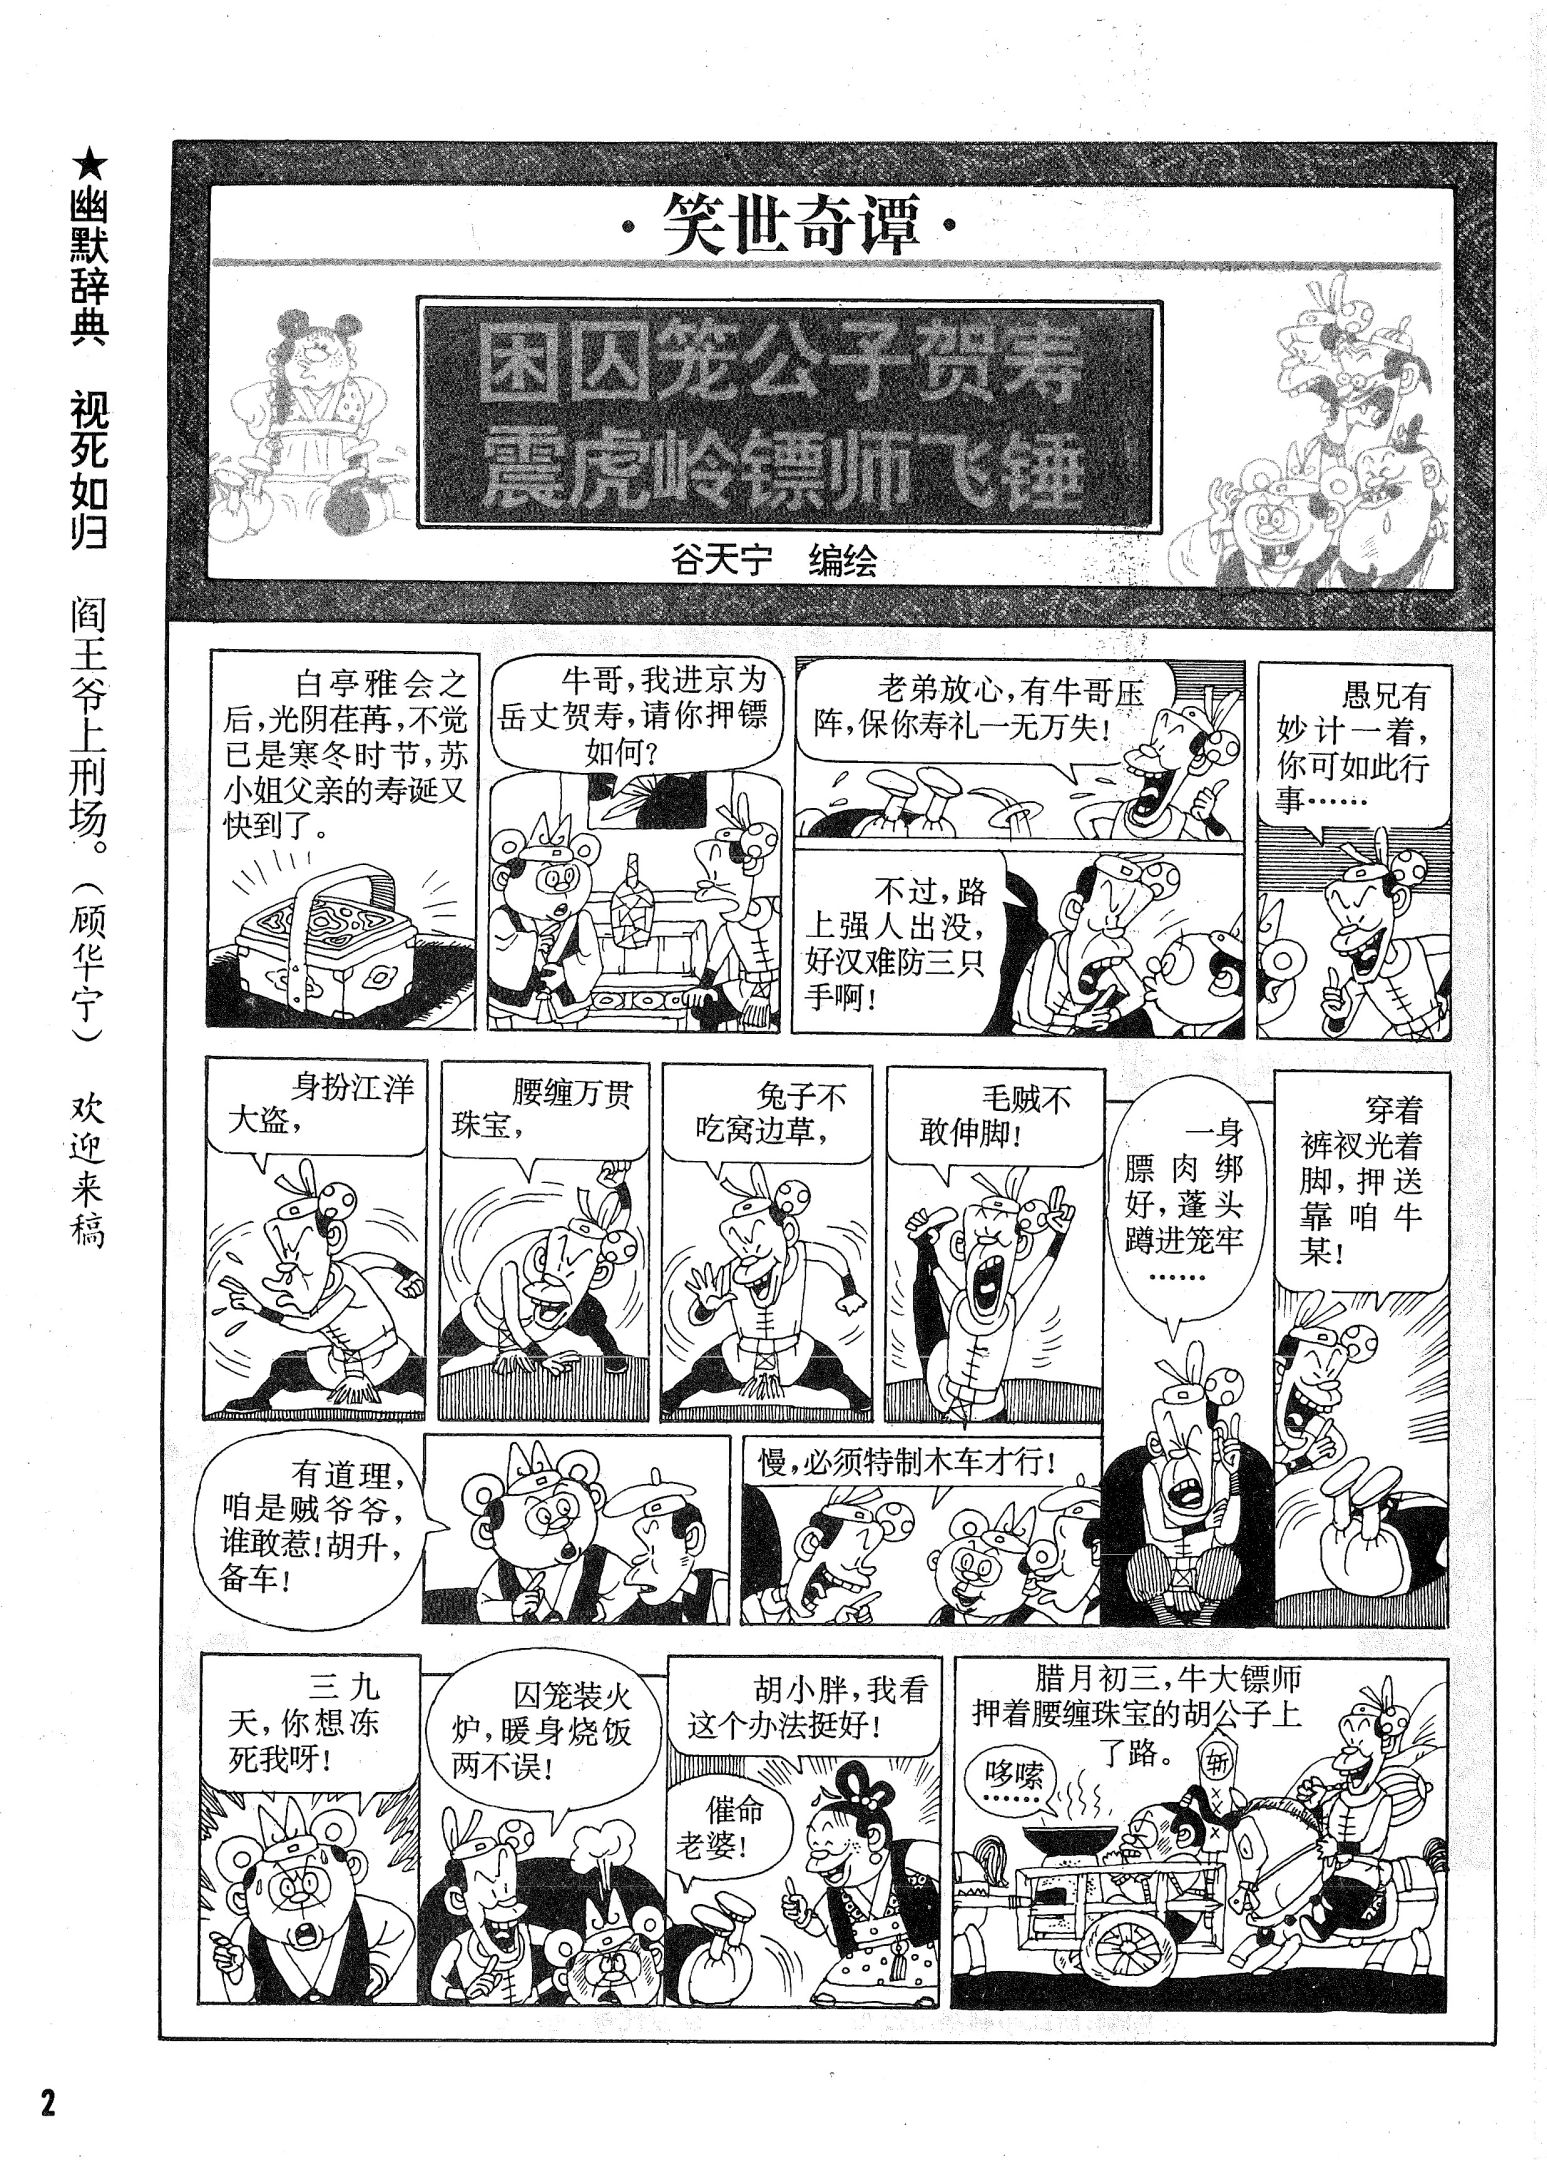 ·笑世奇谭·
困囚笼公子贺寿
震虎岭镖师飞锤
谷天宁 编绘
白亭雅会之
后,光阴荏苒,不觉
已是寒冬时节,苏
小姐父亲的寿诞又
快到了。
牛哥,我进京为
岳丈贺寿,请你押镖
如何?
老弟放心,有牛哥压
阵,保你寿礼一无万失!
不过,路
上强人出没,
好汉难防三只
手啊!
愚兄有
妙计一着,
你可如此行
事……
身扮江洋
大盗,
腰缠万贯
珠宝,
兔子不
吃窝边草,
毛贼不
敢伸脚!
一身
膘肉绑
好,蓬头
蹲进笼牢
……
穿着
裤衩光着
脚,押送
靠咱牛
某!
有道理,
咱是贼爷爷,
谁敢惹!胡升,
备车!
慢,必须特制木车才行!
三九
天,你想冻
死我呀!
囚笼装火
炉,暖身烧饭
两不误!
胡小胖,我看
这个办法挺好!
催命
老婆!
腊月初三,牛大镖师
押着腰缠珠宝的胡公子上
了路。
哆嗦
……
斩
★幽默辞典 视死如归 阎王爷上刑场。(顾华宁) 欢迎来稿
2